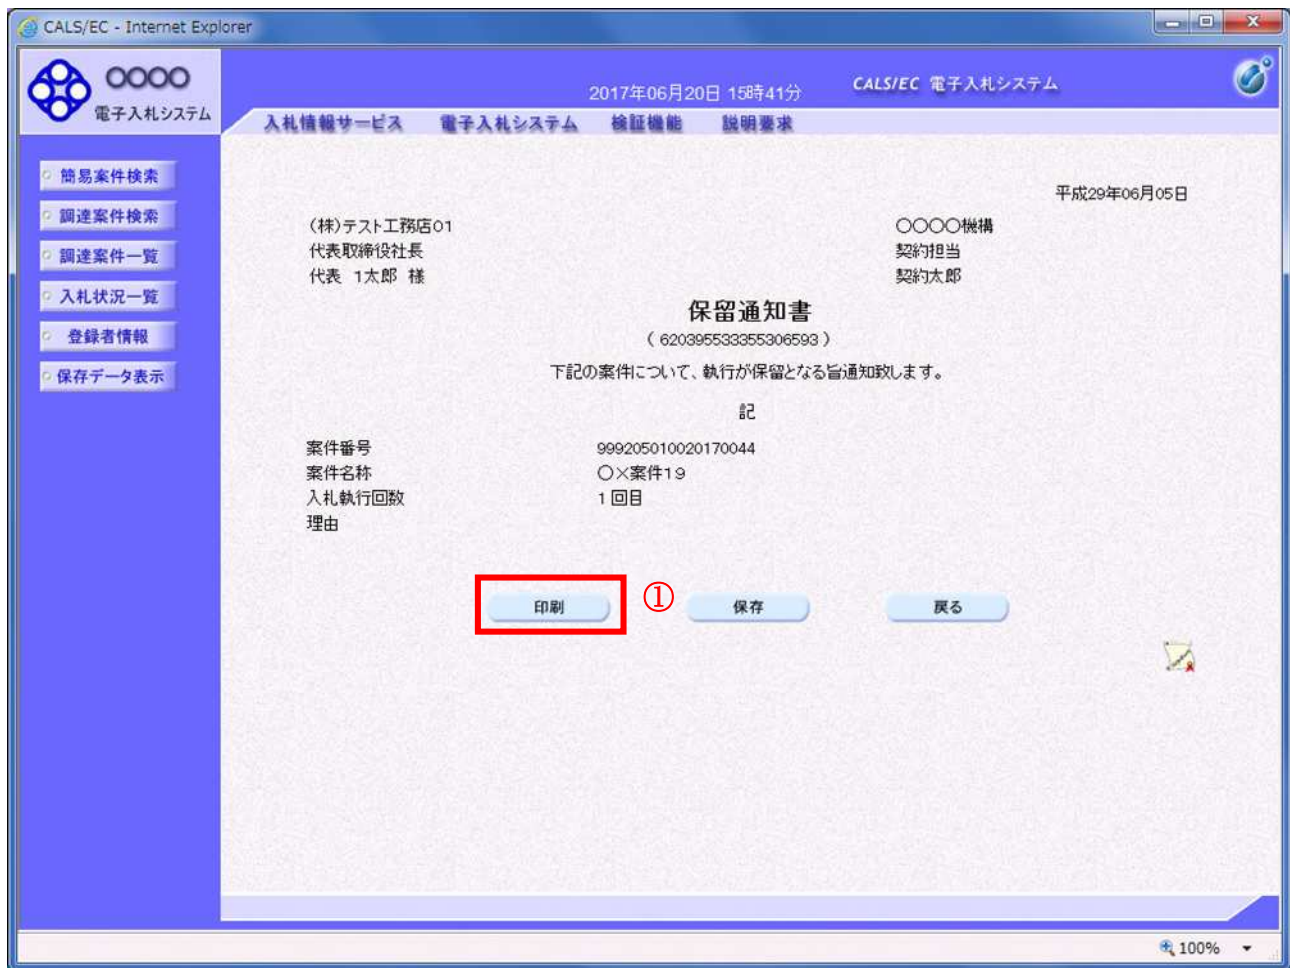 CALS/EC - Internet Explorer
○○○○
電子入札システム
2017年06月20日 15時41分
CALS/EC 電子入札システム
入札情報サービス 電子入札システム 検証機能 説明要求
簡易案件検索
調達案件検索
調達案件一覧
入札状況一覧
登録者情報
保存データ表示
平成29年06月05日
(株)テスト工務店01
代表取締役社長
代表 1太郎 様
○○○○機構
契約担当
契約太郎
保留通知書
( 620395533355306593 )
下記の案件について、執行が保留となる旨通知致します。
記
案件番号 999205010020170044
案件名称 ○×案件19
入札執行回数 1回目
理由
印刷 ① 保存 戻る
100%